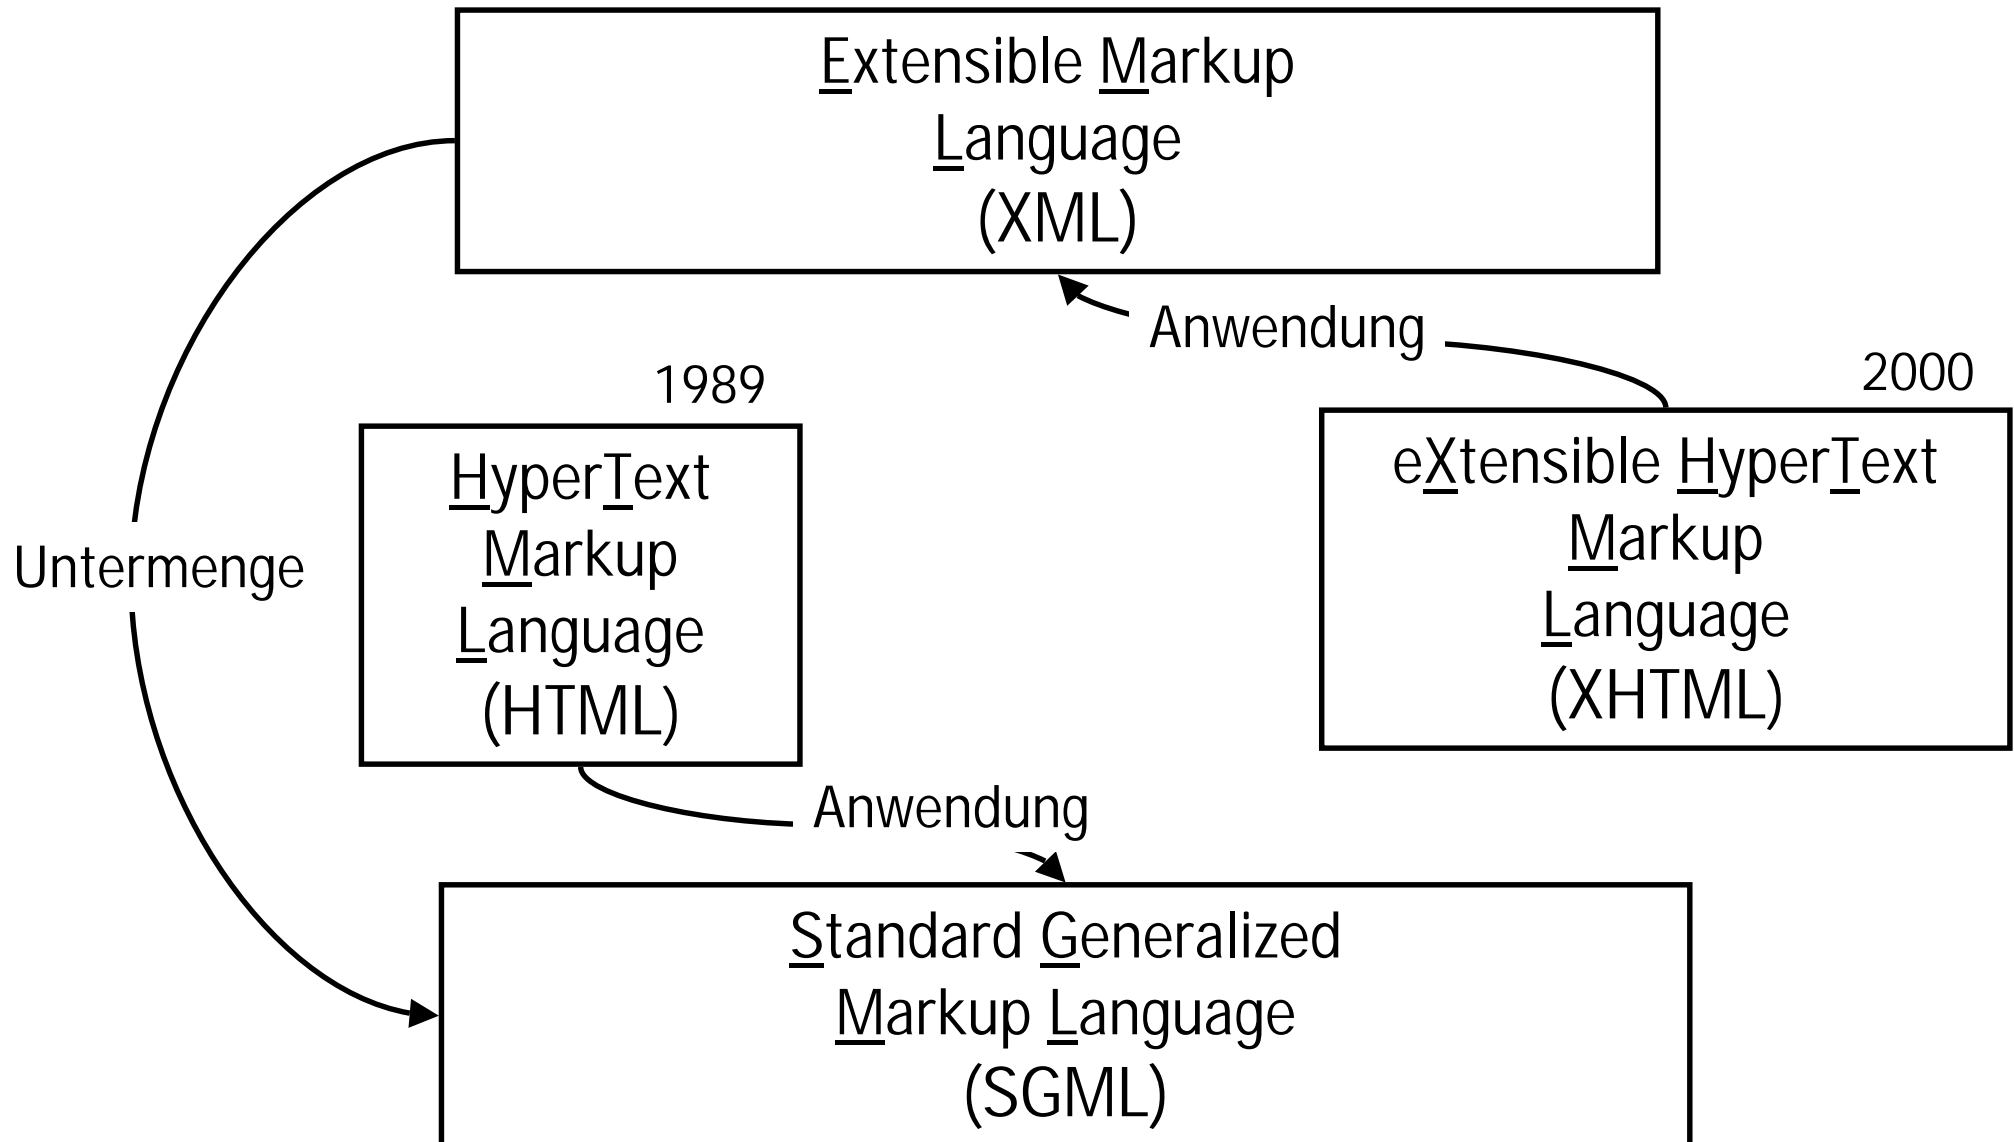 Extensible Markup
Language
(XML)
Anwendung
1989
2000
HyperText
Markup
Language
(HTML)
eXtensible HyperText
Markup
Language
(XHTML)
Untermenge
Anwendung
Standard Generalized
Markup Language
(SGML)